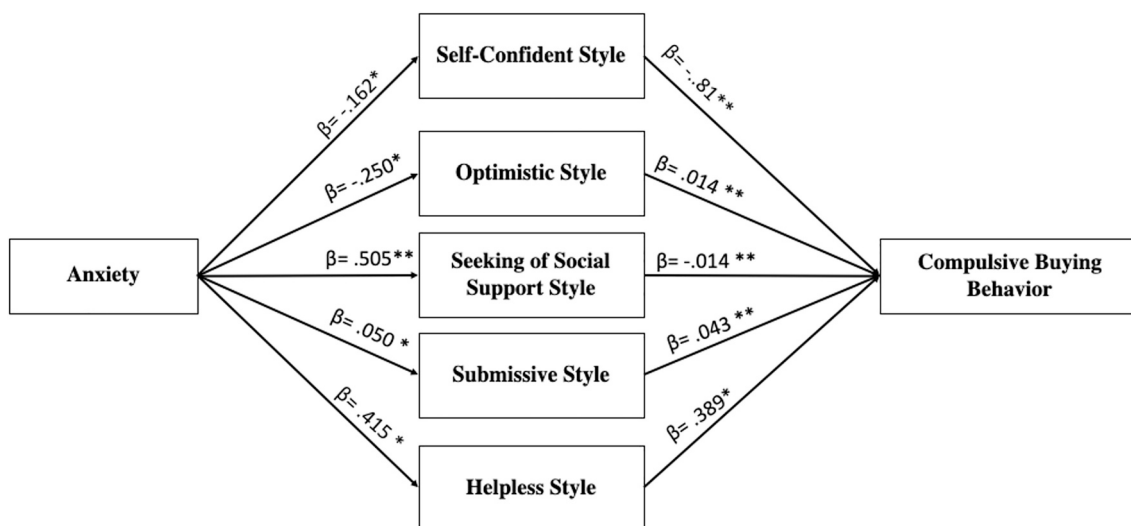 Self-Confident Style
β= -.162*
β= -..81**
Optimistic Style
β= -.250*
β= .014 **
Anxiety
β= .505**
Seeking of Social
Support Style
β= -.014 **
Compulsive Buying
Behavior
β= .050 *
β= .043 **
Submissive Style
β= .415 *
β= .389*
Helpless Style